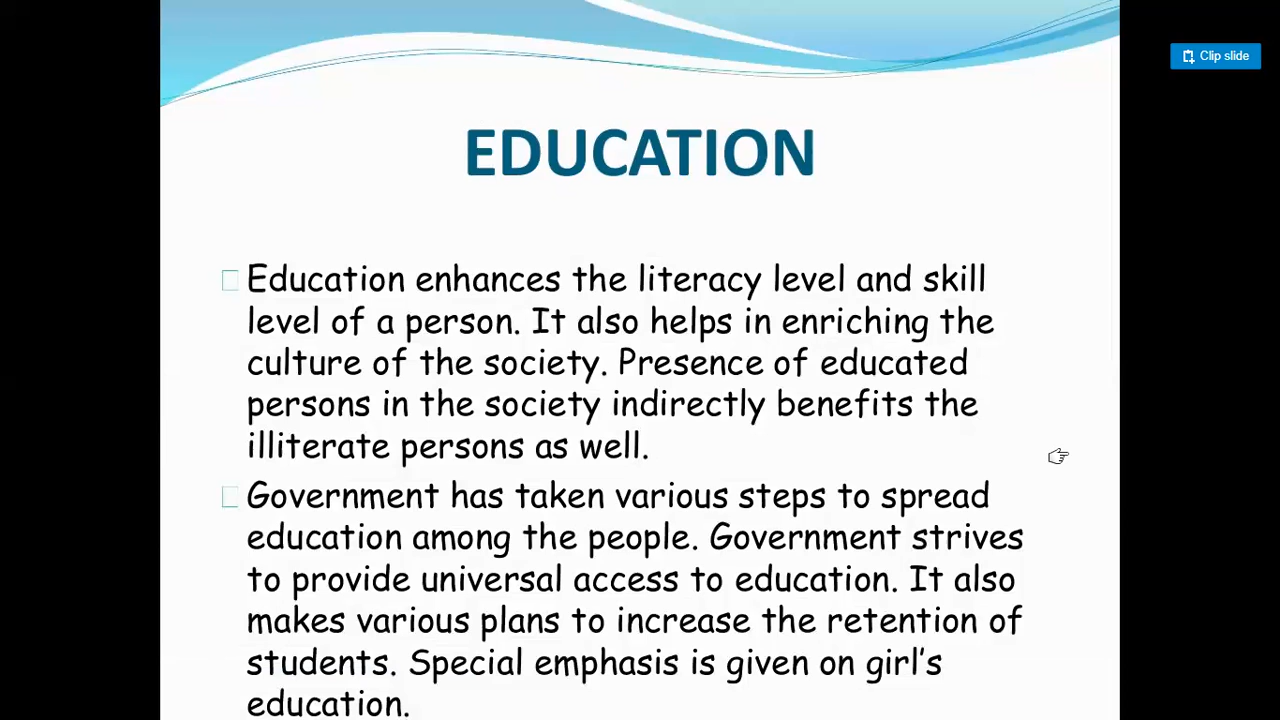 Clip slide
EDUCATION
Education enhances the literacy level and skill
level of a person. It also helps in enriching the
culture of the society. Presence of educated
persons in the society indirectly benefits the
illiterate persons as well.
Government has taken various steps to spread
education among the people. Government strives
to provide universal access to education. It also
makes various plans to increase the retention of
students. Special emphasis is given on girl's
education.